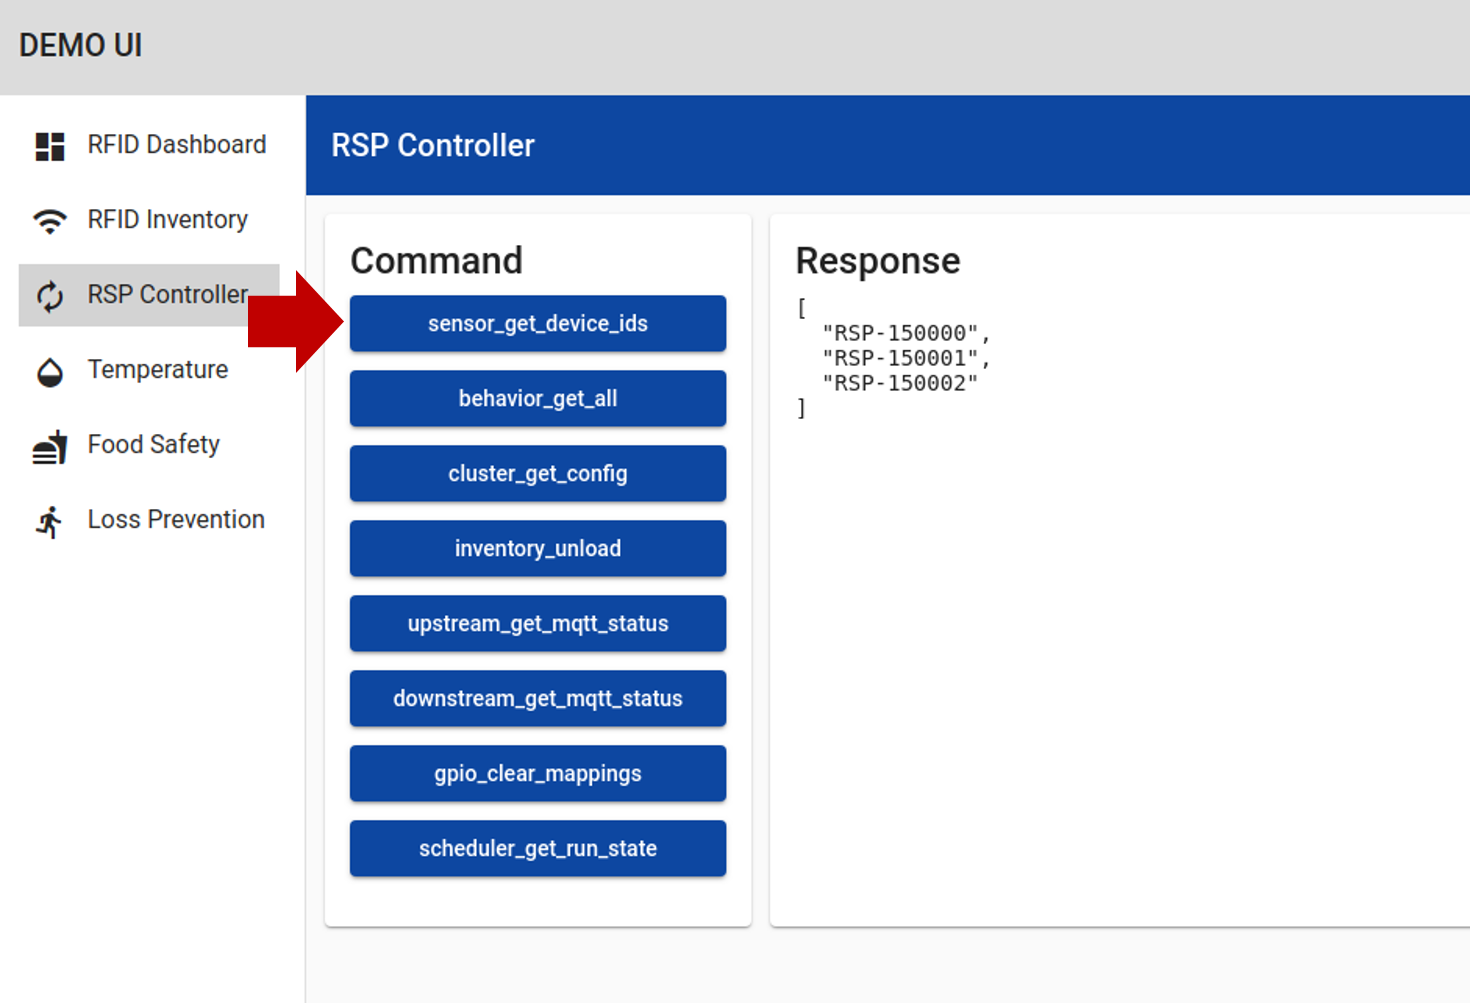 DEMO UI
RFID Dashboard
RFID Inventory
RSP Controller
Temperature
Food Safety
Loss Prevention
RSP Controller
Command
sensor_get_device_ids
behavior_get_all
cluster_get_config
inventory_unload
upstream_get_mqtt_status
downstream_get_mqtt_status
gpio_clear_mappings
scheduler_get_run_state
Response
[
"RSP-150000",
"RSP-150001",
"RSP-150002"
]